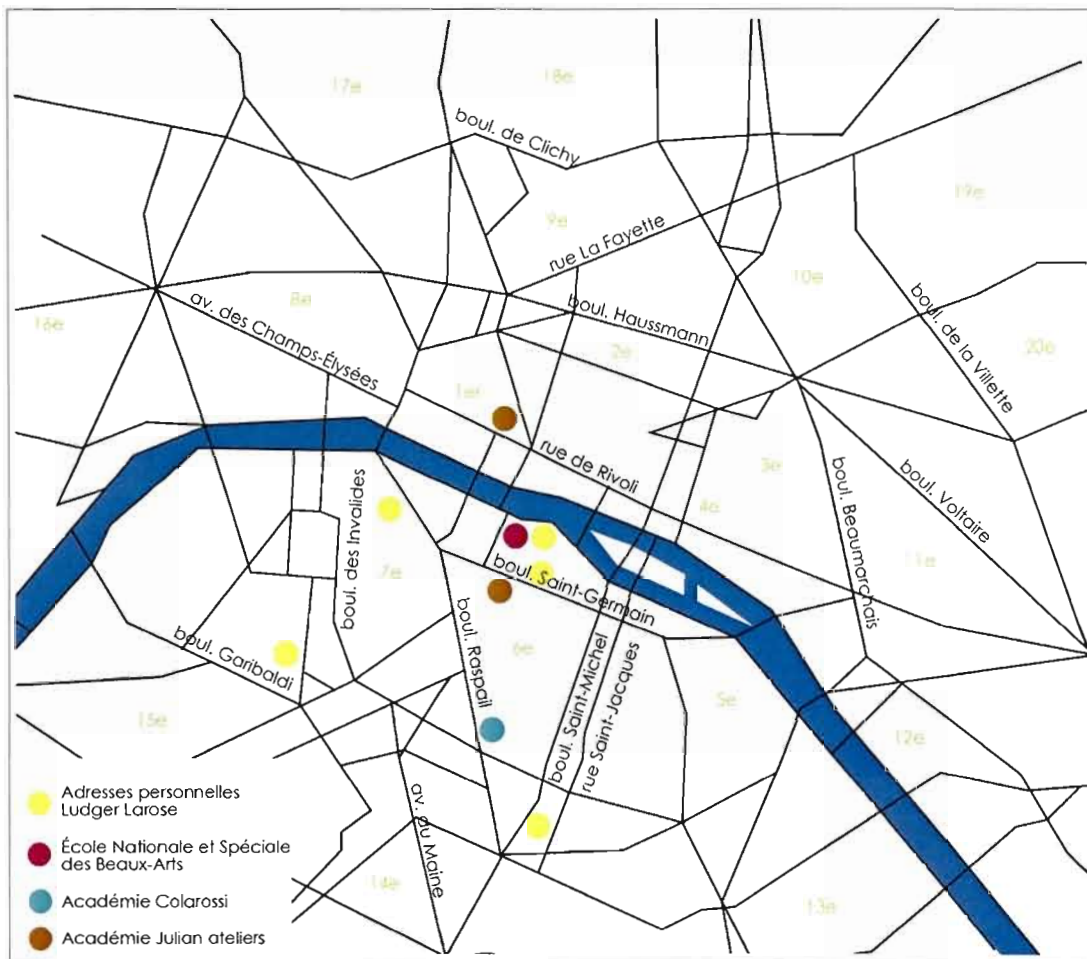 17e
18e
boul. de Clichy
19e
9e
rue La Fayette
10e
8e
16e
av. des Champs-Élysées
boul. Haussmann
boul. de la Villette
2e
20e
1er
rue de Rivoli
3e
boul. Beaumarchais
boul. Voltaire
4e
11e
boul. des Invalides
7e
boul. Saint-Germain
boul. Garibaldi
boul. Raspail
6e
boul. Saint-Michel
rue Saint-Jacques
5e
15e
12e
av. du Maine
14e
13e
Adresses personnelles
Ludger Larose
École Nationale et Spéciale
des Beaux-Arts
Académie Colarossi
Académie Julian ateliers